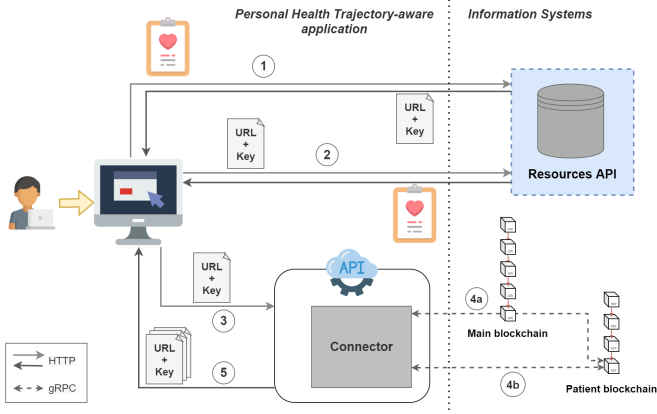 Personal Health Trajectory-aware
application
Information Systems
1
URL
+
Key
URL
+
Key
2
Resources API
API
URL
+
Key
3
4a
Main blockchain
Connector
HTTP
gRPC
URL
+
Key
5
4b
Patient blockchain